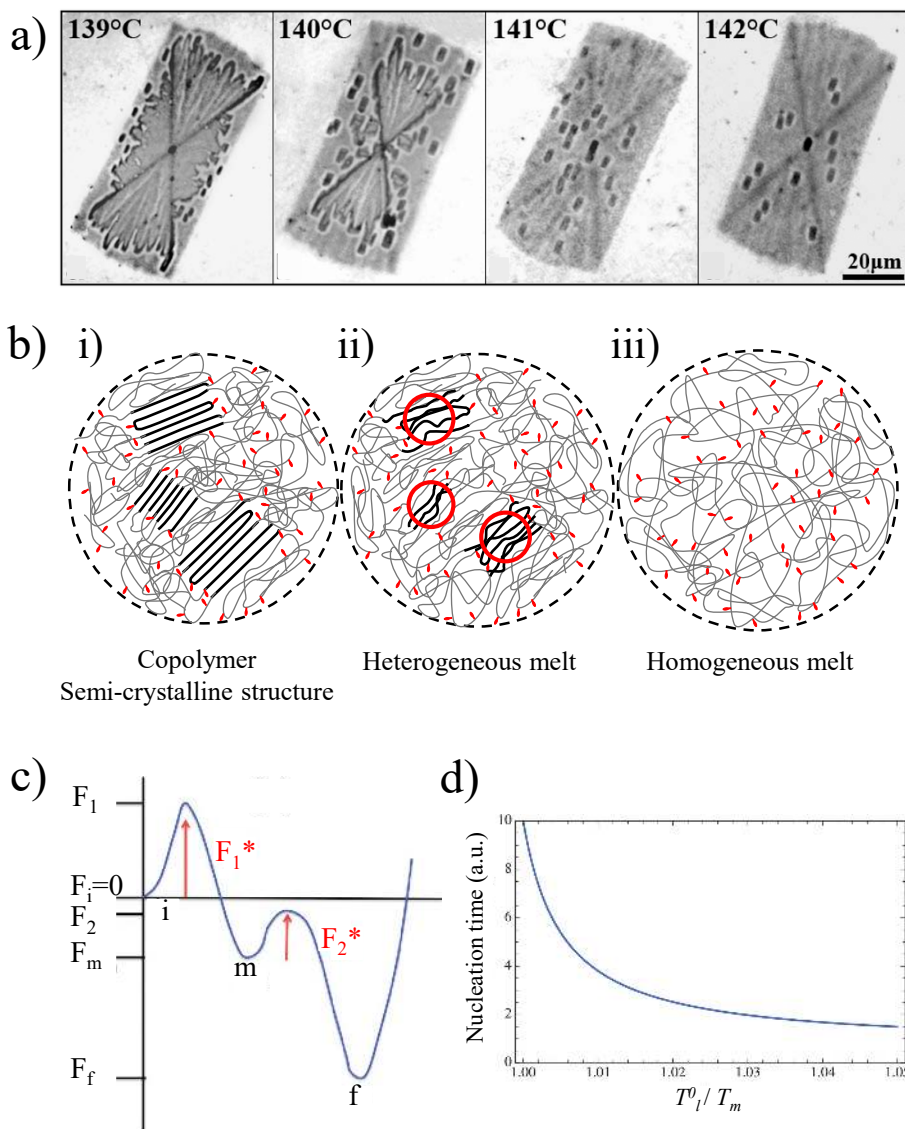 a)
139°C
140°C
141°C
142°C
20μm
b)
i)
ii)
iii)
Copolymer
Semi-crystalline structure
Heterogeneous melt
Homogeneous melt
c)
F1
F1*
Fi=0
i
F2
F2*
Fm
m
Ff
f
d)
Nucleation time (a.u.)
10
8
6
4
2
0
1.00
1.01
1.02
1.03
1.04
1.05
T⁰l / Tm